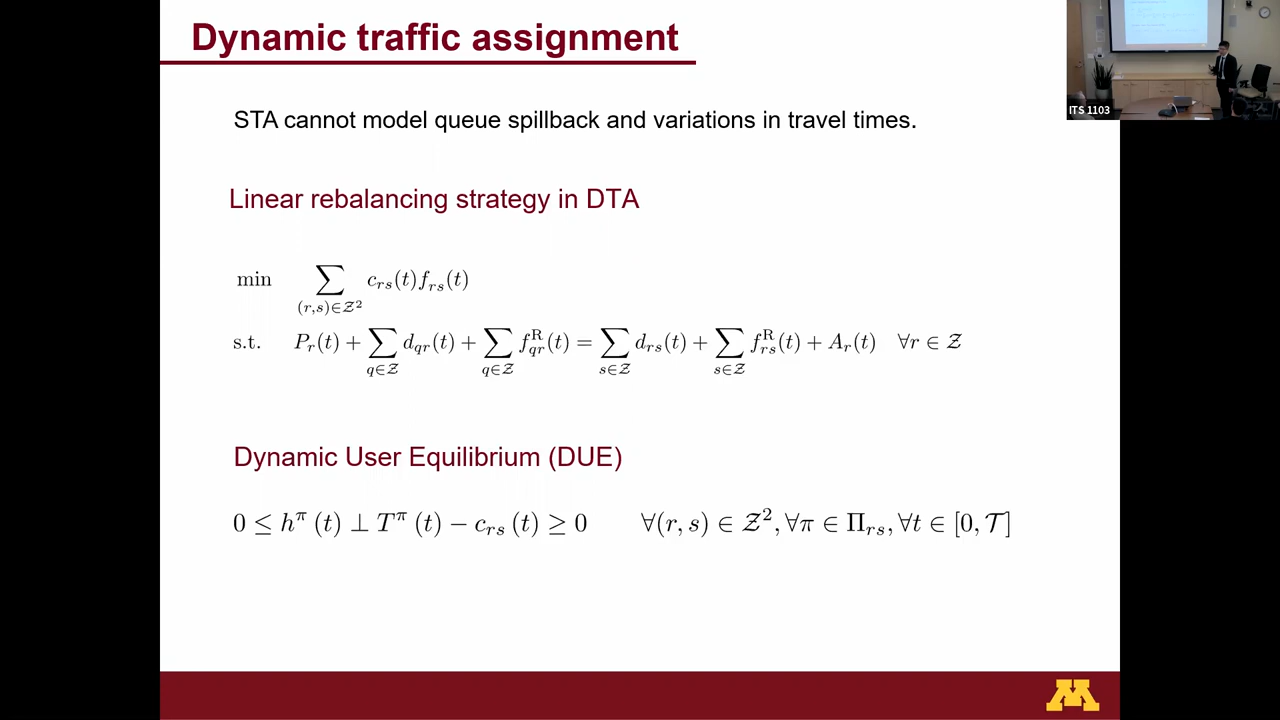 Dynamic traffic assignment
ITS 1103
STA cannot model queue spillback and variations in travel times.
Linear rebalancing strategy in DTA
min ∑_{(r,s)∈𝒵²} c_{rs}(t) f_{rs}(t)
s.t. P_r(t) + ∑_{q∈𝒵} d_{qr}(t) + ∑_{q∈𝒵} f^R_{qr}(t) = ∑_{s∈𝒵} d_{rs}(t) + ∑_{s∈𝒵} f^R_{rs}(t) + A_r(t) ∀r ∈ 𝒵
Dynamic User Equilibrium (DUE)
0 ≤ h^π (t) ⊥ T^π (t) − c_{rs} (t) ≥ 0 ∀(r, s) ∈ 𝒵², ∀π ∈ Π_{rs}, ∀t ∈ [0, 𝒯]
M